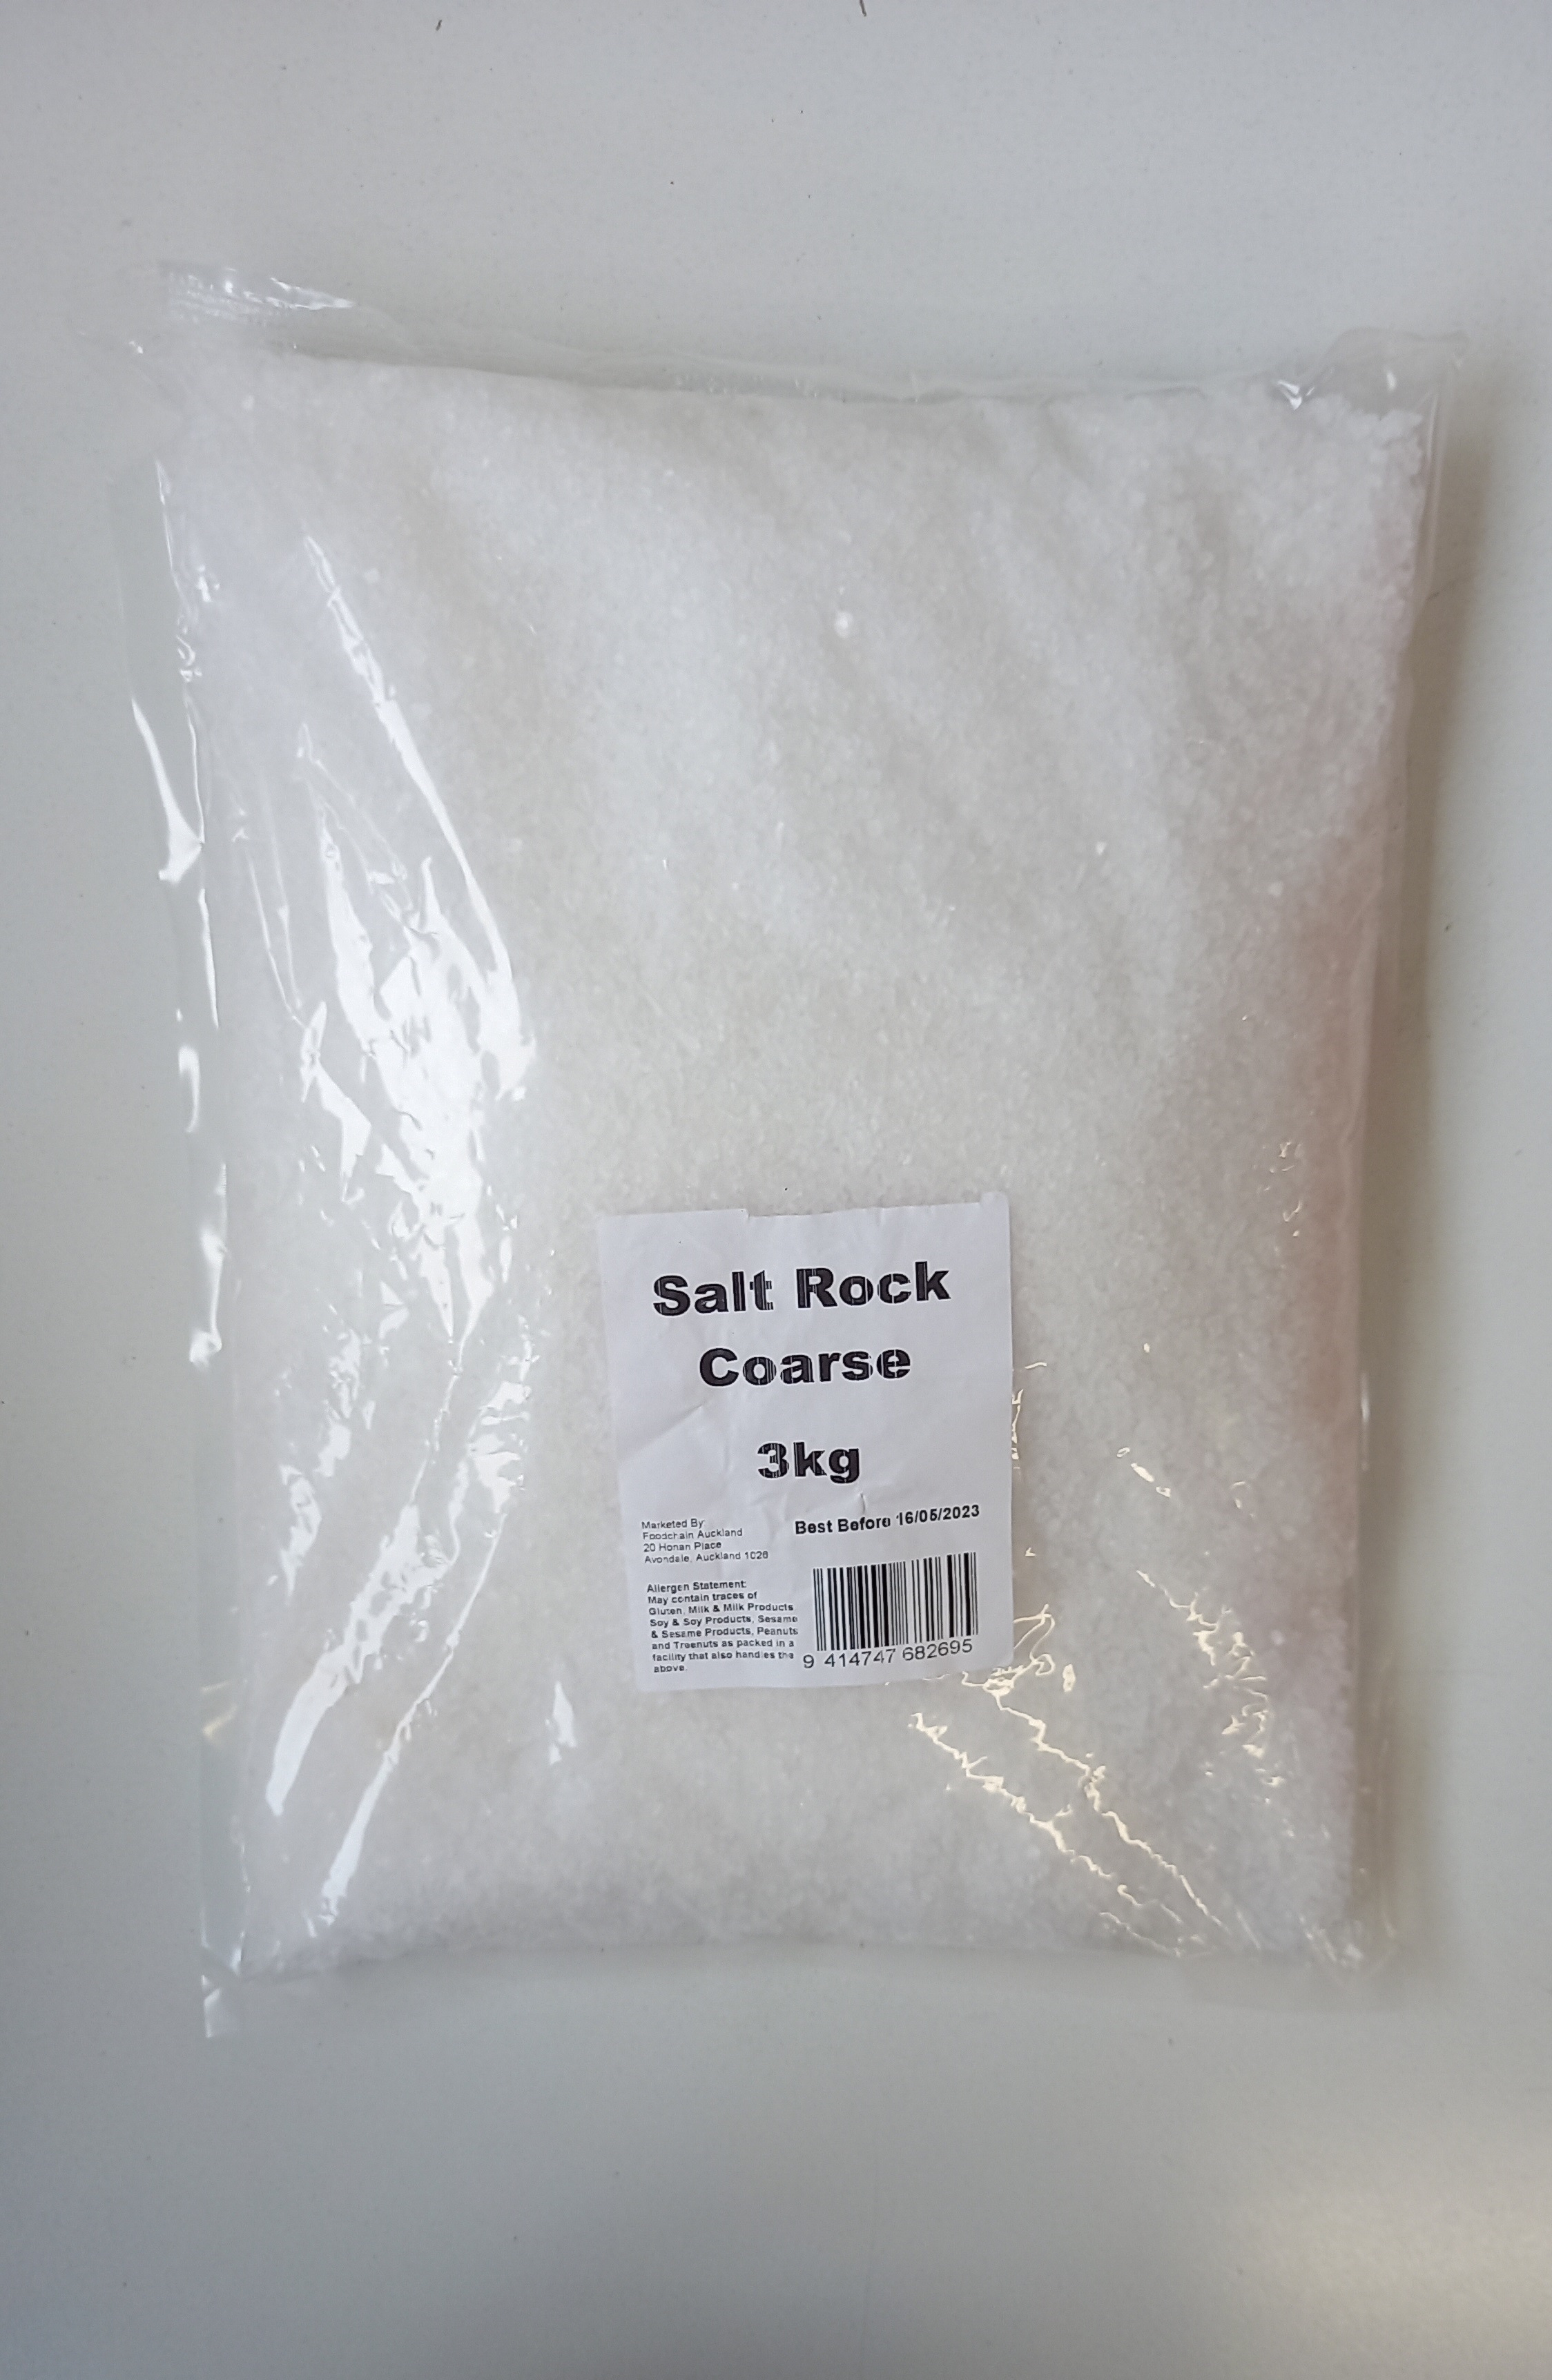 Salt Rock
Coarse
3kg
Best Before 16/05/2023
Marketed By:
Foodchain Auckland
20 Honan Place
Avondale, Auckland 1026
Allergen Statement:
May contain traces of
Gluten, Milk & Milk Products,
Soy & Soy Products, Sesame
& Sesame Products, Peanuts
and Treenuts as packed in a
facility that also handles the
above.
9 414747 682695